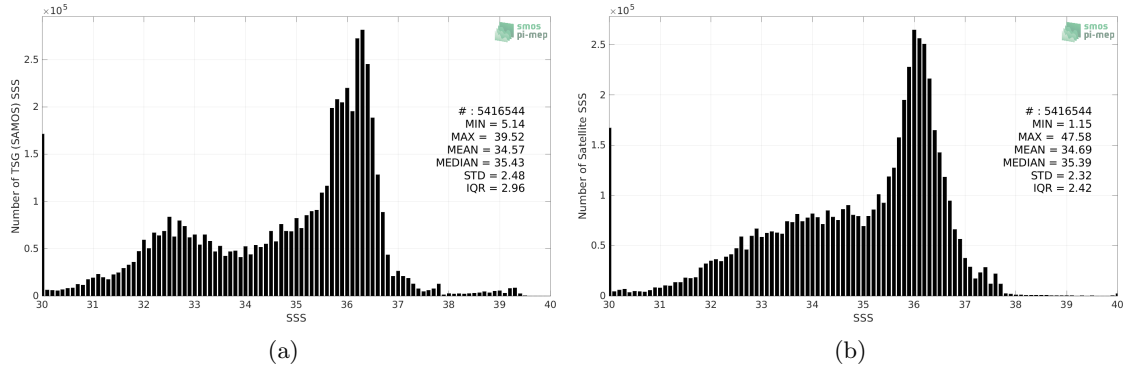 ×10⁵
smos
pi-mep
Number of TSG (SAMOS) SSS
2.5
2
1.5
1
0.5
0
# : 5416544
MIN = 5.14
MAX = 39.52
MEAN = 34.57
MEDIAN = 35.43
STD = 2.48
IQR = 2.96
30 31 32 33 34 35 36 37 38 39 40
SSS
(a)
×10⁵
smos
pi-mep
Number of Satellite SSS
2.5
2
1.5
1
0.5
0
# : 5416544
MIN = 1.15
MAX = 47.58
MEAN = 34.69
MEDIAN = 35.39
STD = 2.32
IQR = 2.42
30 31 32 33 34 35 36 37 38 39 40
SSS
(b)